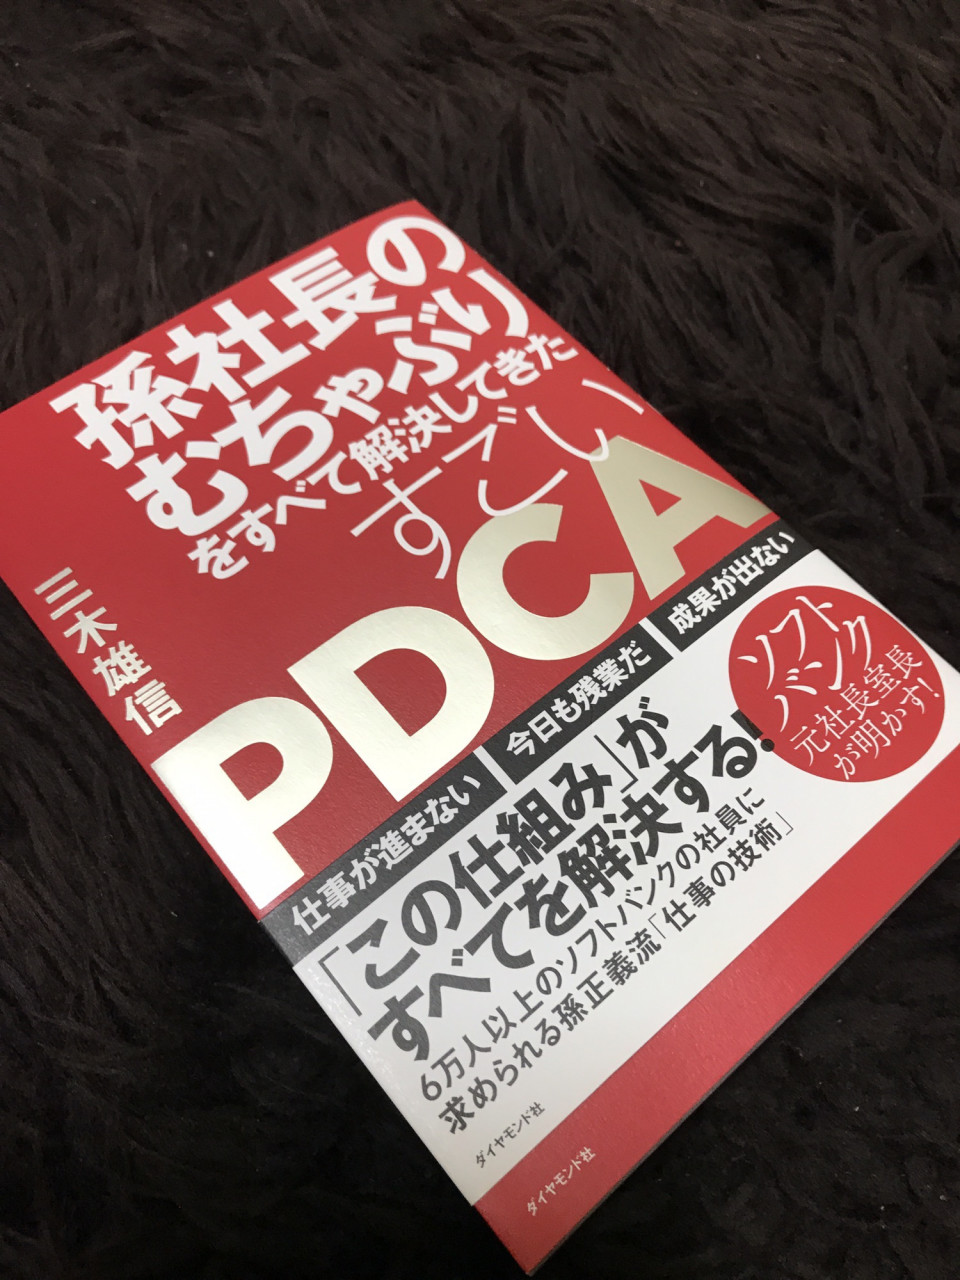 孫社長の
むちゃぶり
をすべて解決してきた
すごい
PDCA
三木雄信
仕事が進まない
今日も残業だ
成果が出ない
「この仕組み」が
すべてを解決する!
6万人以上のソフトバンクの社員に
求められる孫正義流「仕事の技術」
ソフト
バンク
元社長室長
が明かす!
ダイヤモンド社
ダイヤモンド社